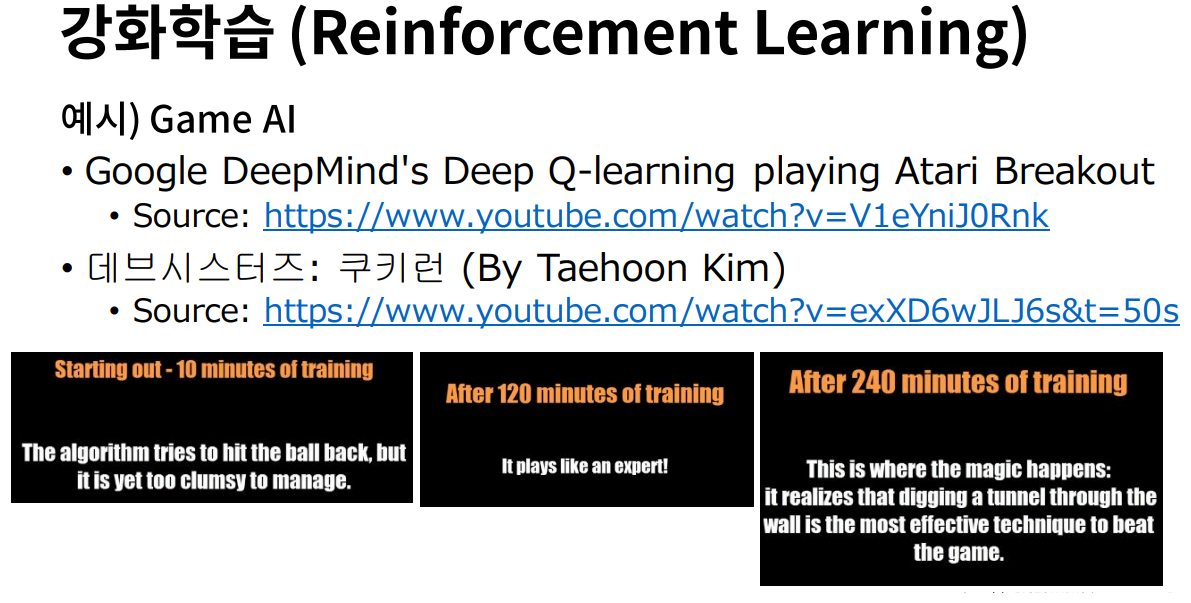 강화학습 (Reinforcement Learning)
예시) Game AI
• Google DeepMind's Deep Q-learning playing Atari Breakout
• Source: https://www.youtube.com/watch?v=V1eYniJ0Rnk
• 데브시스터즈: 쿠키런 (By Taehoon Kim)
• Source: https://www.youtube.com/watch?v=exXD6wJLJ6s&t=50s
Starting out - 10 minutes of training
The algorithm tries to hit the ball back, but
it is yet too clumsy to manage.
After 120 minutes of training
It plays like an expert!
After 240 minutes of training
This is where the magic happens:
it realizes that digging a tunnel through the
wall is the most effective technique to beat
the game.